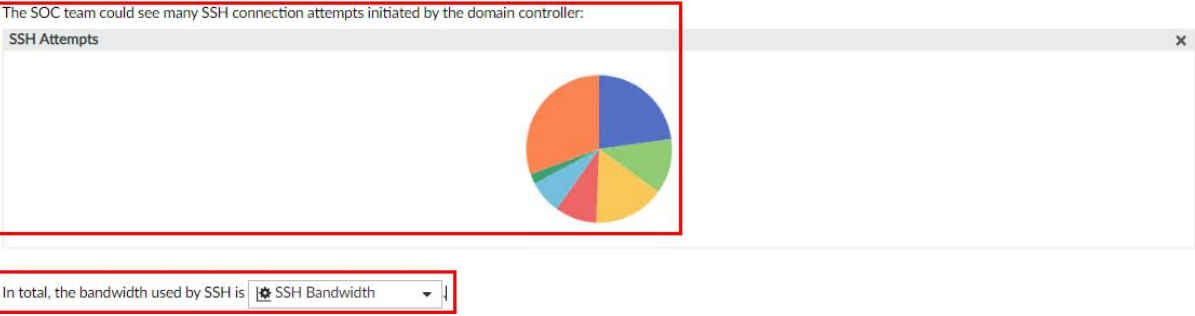 The SOC team could see many SSH connection attempts initiated by the domain controller:
SSH Attempts
In total, the bandwidth used by SSH is SSH Bandwidth .